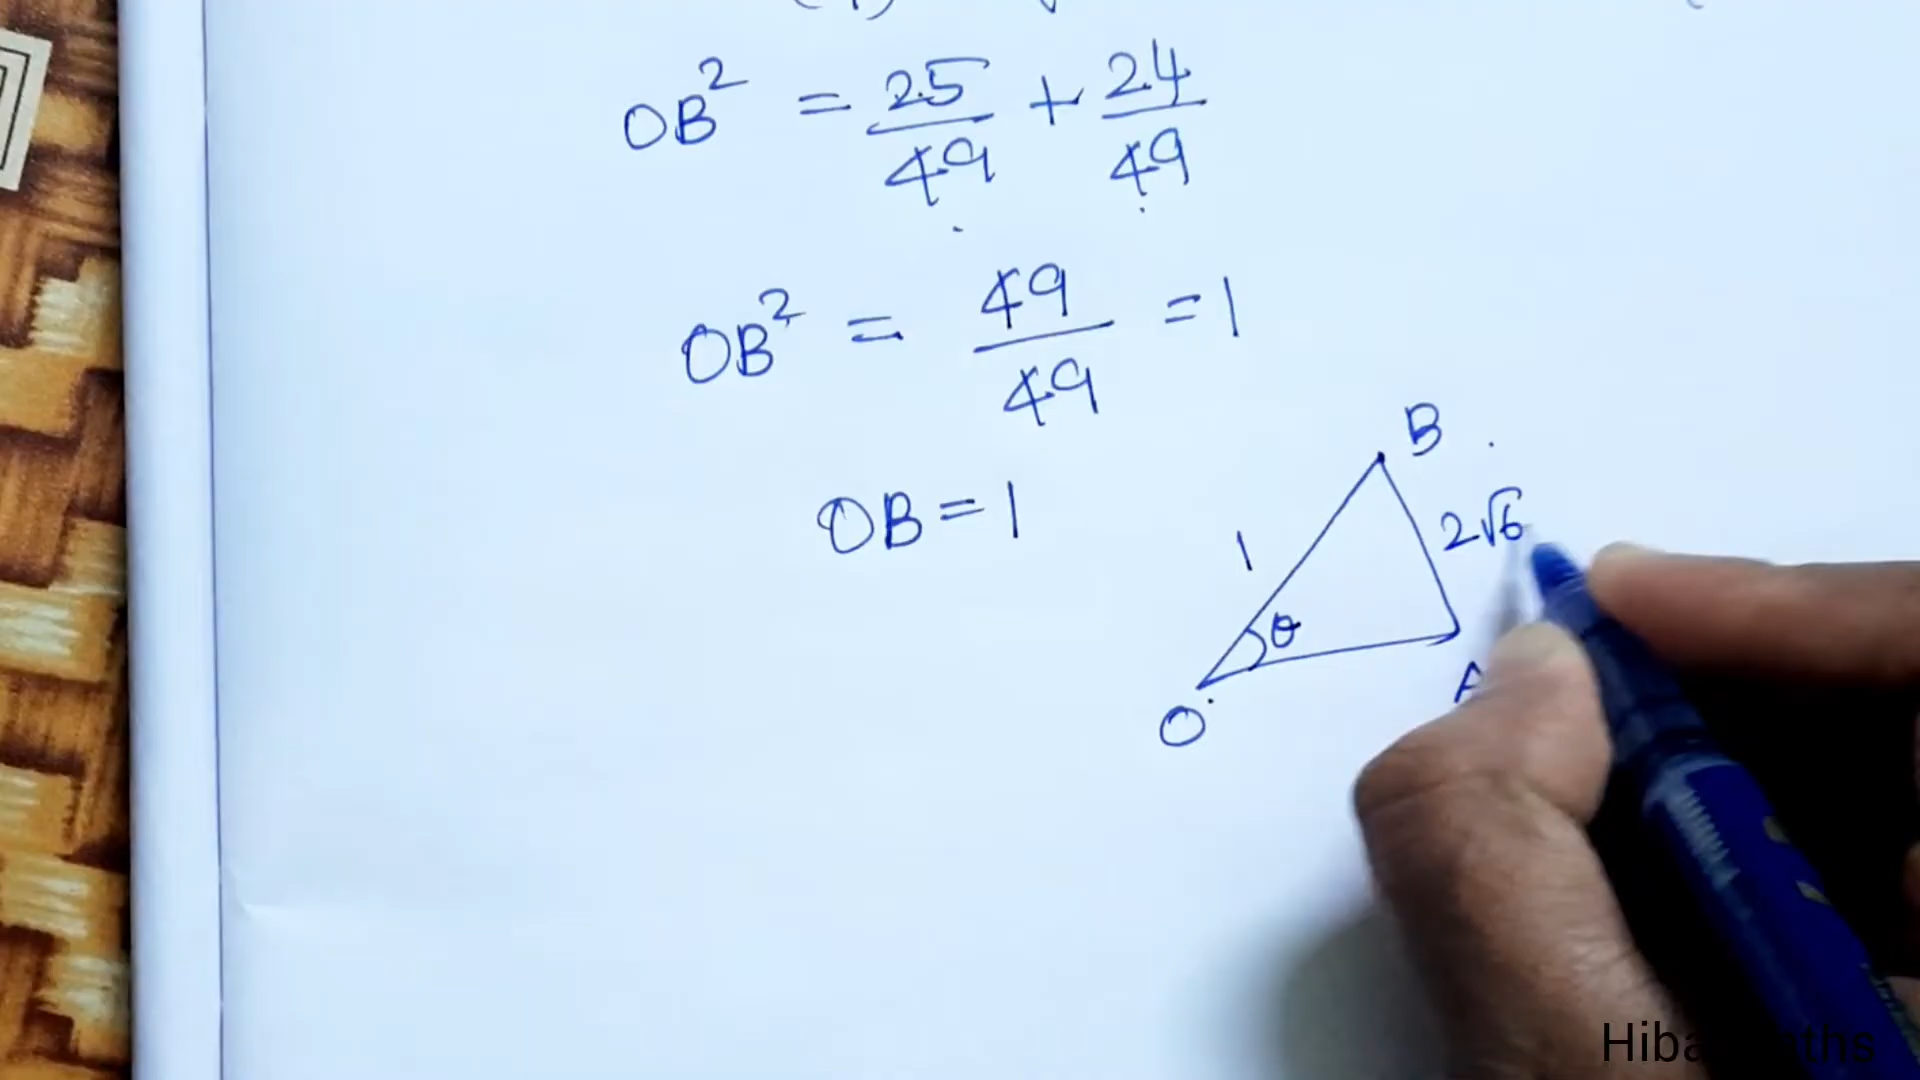 OB² = 25/49 + 24/49
OB² = 49/49 = 1
OB = 1
B
1
2√6
θ
A
O